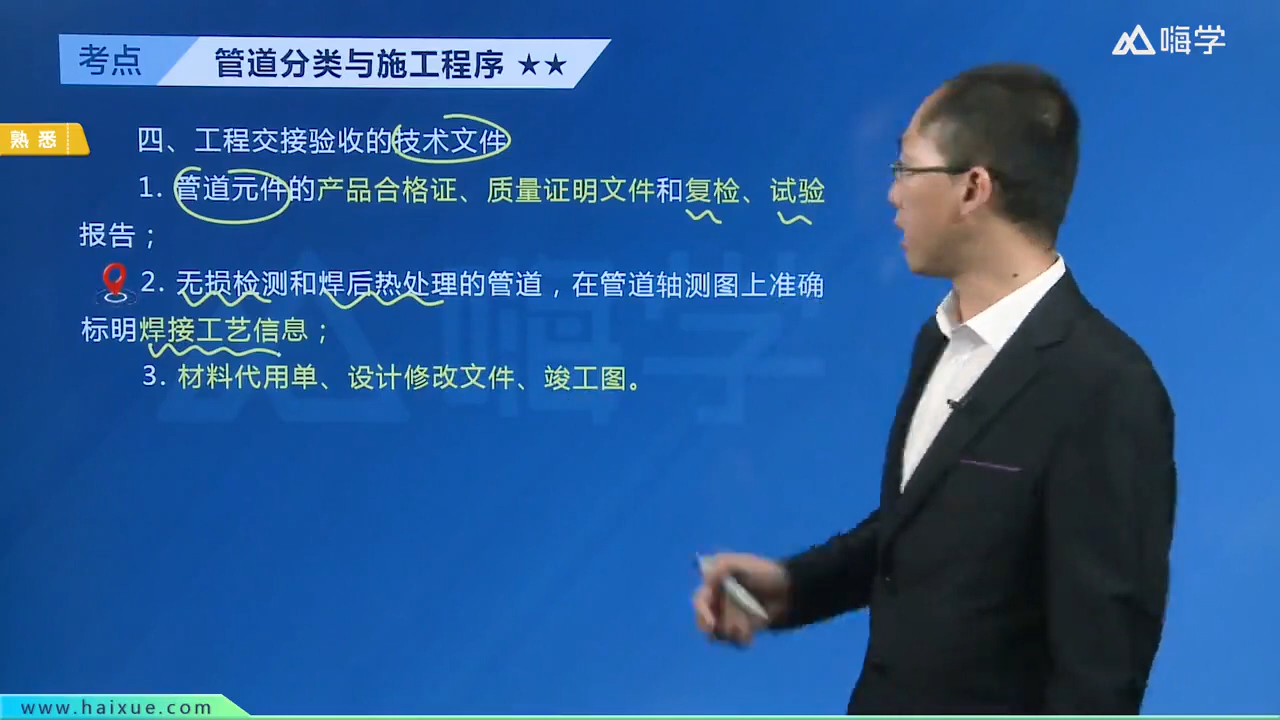 考点
管道分类与施工程序 ★★
嗨学
熟悉
四、工程交接验收的技术文件
1. 管道元件的产品合格证、质量证明文件和复检、试验
报告；
2. 无损检测和焊后热处理的管道，在管道轴测图上准确
标明焊接工艺信息；
3. 材料代用单、设计修改文件、竣工图。
嗨学
www.haixue.com